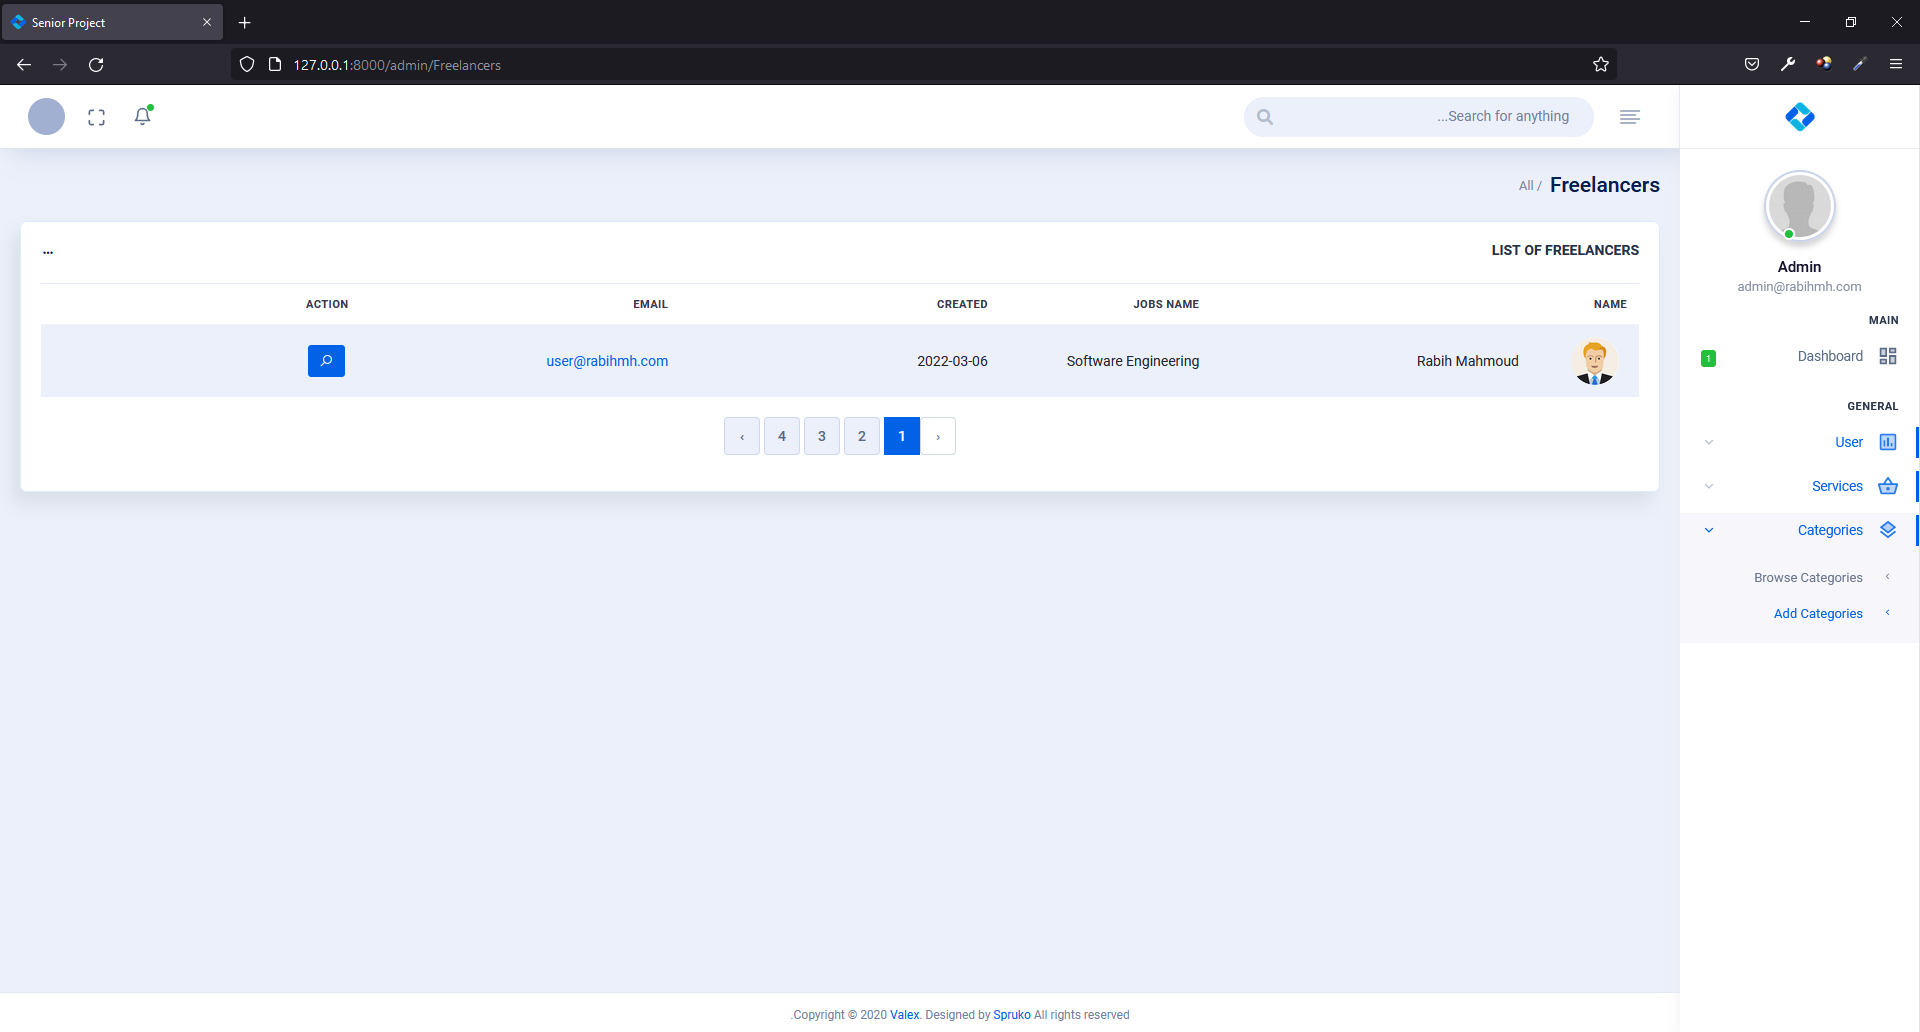 Senior Project
127.0.0.1:8000/admin/Freelancers
...Search for anything
All / Freelancers
LIST OF FREELANCERS
...
ACTION EMAIL CREATED JOBS NAME NAME
user@rabihmh.com 2022-03-06 Software Engineering Rabih Mahmoud
‹ 4 3 2 1 ›
.Copyright © 2020 Valex. Designed by Spruko All rights reserved
Admin
admin@rabihmh.com
MAIN
1 Dashboard
GENERAL
User
Services
Categories
Browse Categories
Add Categories